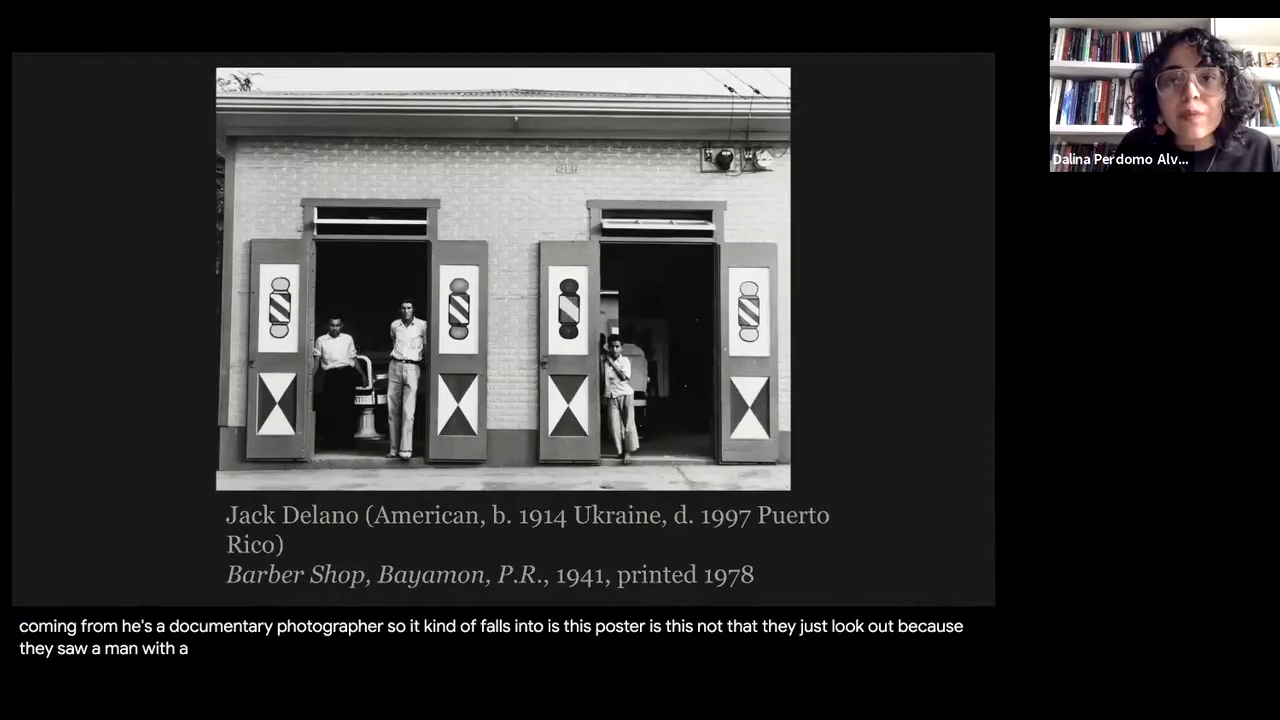 Dalina Perdomo Alv...
Jack Delano (American, b. 1914 Ukraine, d. 1997 Puerto
Rico)
Barber Shop, Bayamon, P.R., 1941, printed 1978
coming from he's a documentary photographer so it kind of falls into is this poster is this not that they just look out because
they saw a man with a